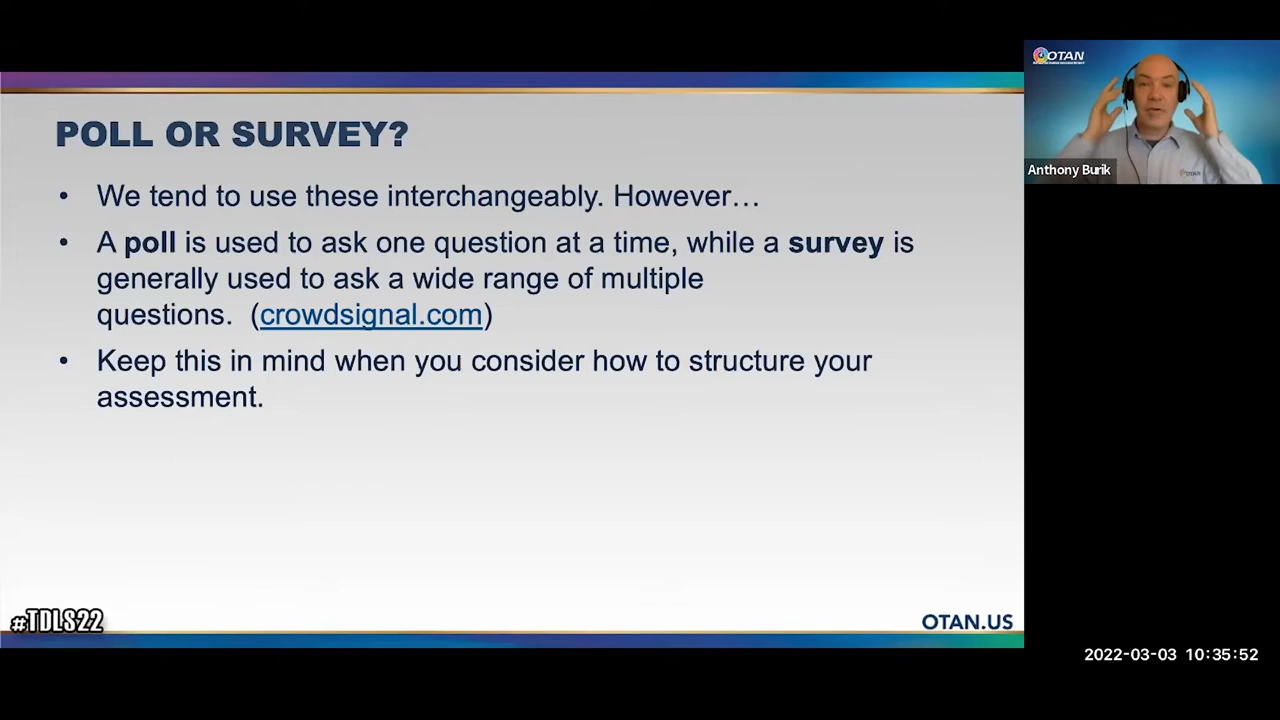 POLL OR SURVEY?
• We tend to use these interchangeably. However…
• A poll is used to ask one question at a time, while a survey is
generally used to ask a wide range of multiple
questions.  (crowdsignal.com)
• Keep this in mind when you consider how to structure your
assessment.
#TDLS22
OTAN.US
OTAN
OTAN
Anthony Burik
2022-03-03 10:35:52